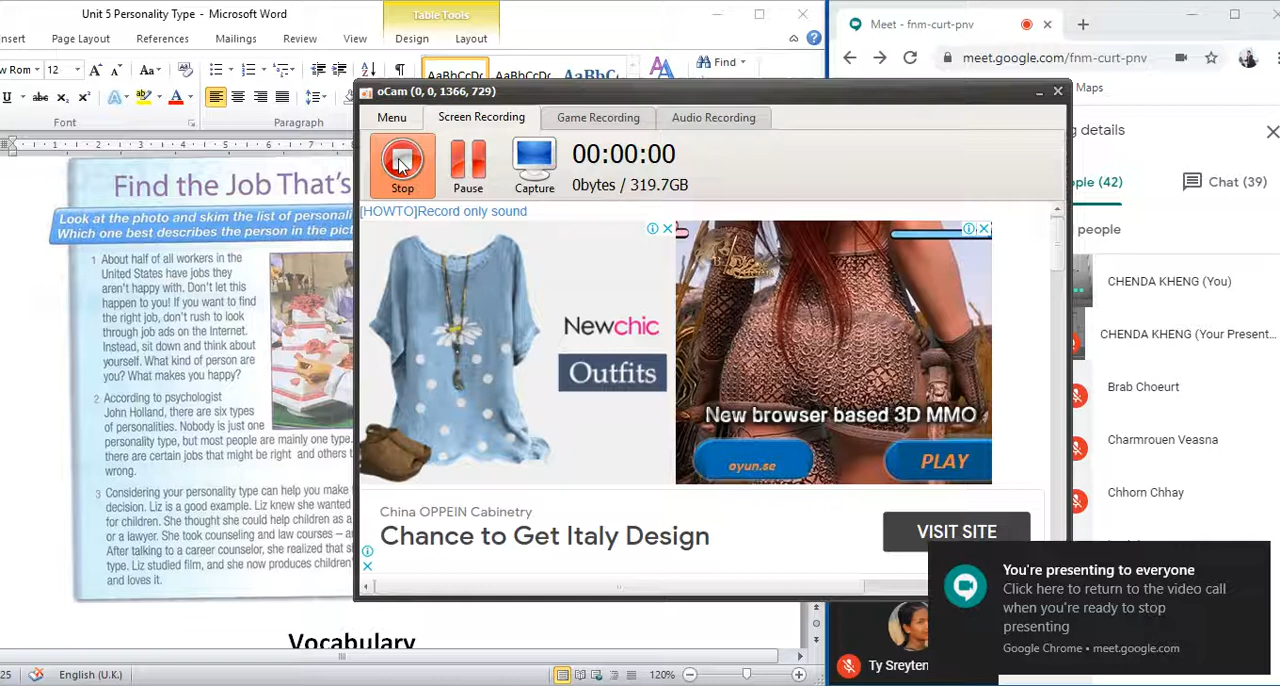 Unit 5 Personality Type - Microsoft Word
Table Tools
Insert Page Layout References Mailings Review View Design Layout
12
Find
AaBbCcDc AaBbCcDc AaBbCc
Font
Paragraph
Find the Job That's
Look at the photo and skim the list of personali
Which one best describes the person in the pict
1 About half of all workers in the
United States have jobs they
aren't happy with. Don't let this
happen to you! If you want to find
the right job, don't rush to look
through job ads on the Internet.
Instead, sit down and think about
yourself. What kind of person are
you? What makes you happy?
2 According to psychologist
John Holland, there are six types
of personalities. Nobody is just one
personality type, but most people are mainly one type.
there are certain jobs that might be right and others t
wrong.
3 Considering your personality type can help you make
decision. Liz is a good example. Liz knew she wanted
for children. She thought she could help children as a
or a lawyer. She took counseling and law courses – a
After talking to a career counselor, she realized that s
type. Liz studied film, and she now produces children'
and loves it.
Vocabulary
25
English (U.K.)
120%
oCam (0, 0, 1366, 729)
Menu Screen Recording Game Recording Audio Recording
Stop Pause Capture
00:00:00
0bytes / 319.7GB
[HOWTO]Record only sound
Newchic
Outfits
New browser based 3D MMO
oyun.se
PLAY
China OPPEIN Cabinetry
Chance to Get Italy Design
VISIT SITE
Meet - fnm-curt-pnv
meet.google.com/fnm-curt-pnv
Maps
g details
ople (42)
Chat (39)
people
CHENDA KHENG (You)
CHENDA KHENG (Your Present...
Brab Choeurt
Charmrouen Veasna
Chhorn Chhay
Ty Sreyten
You're presenting to everyone
Click here to return to the video call
when you're ready to stop
presenting
Google Chrome • meet.google.com